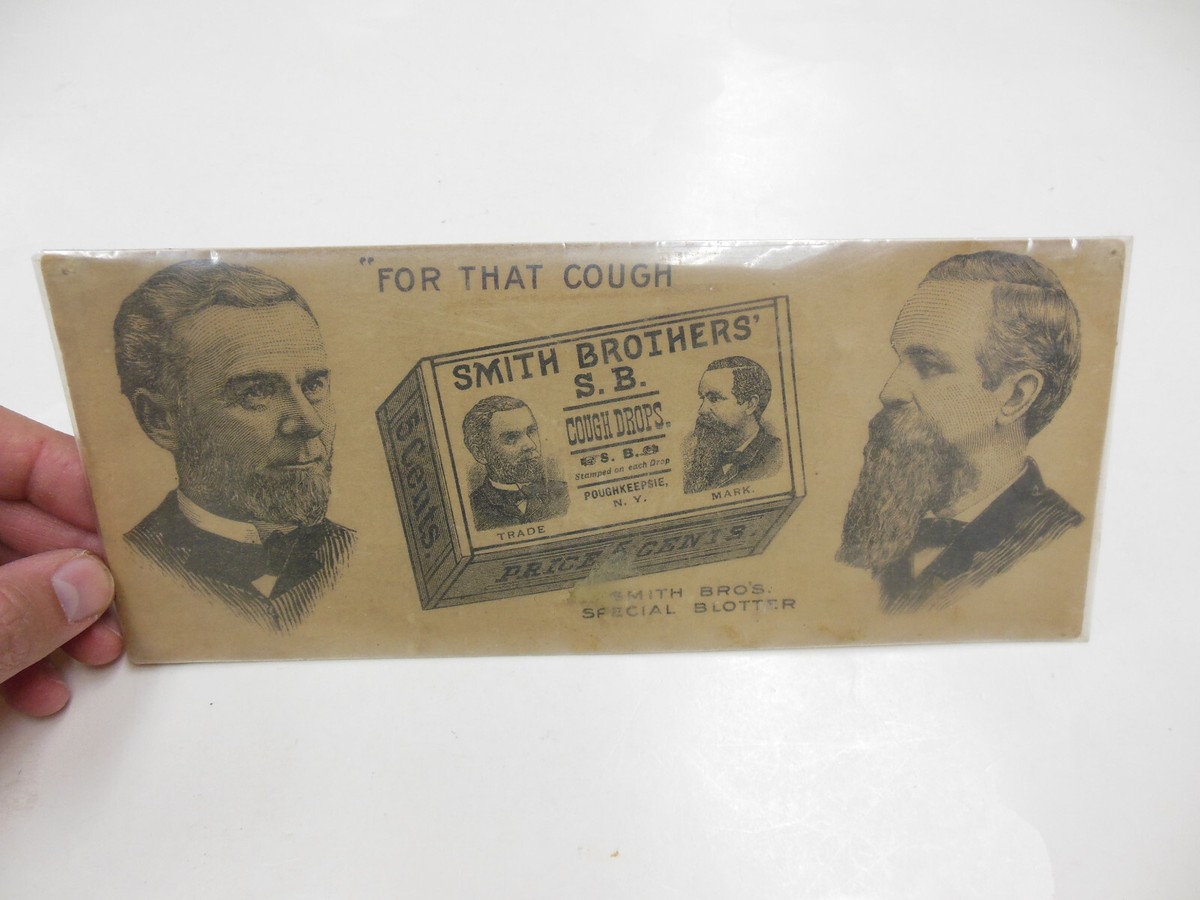 "FOR THAT COUGH"
SMITH BROTHERS'
S. B.
COUGH DROPS.
S. B.
Stamped on each Drop
POUGHKEEPSIE,
N. Y.
TRADE
MARK.
5 Cents.
PRICE 5 CENTS.
SMITH BRO'S.
SPECIAL BLOTTER